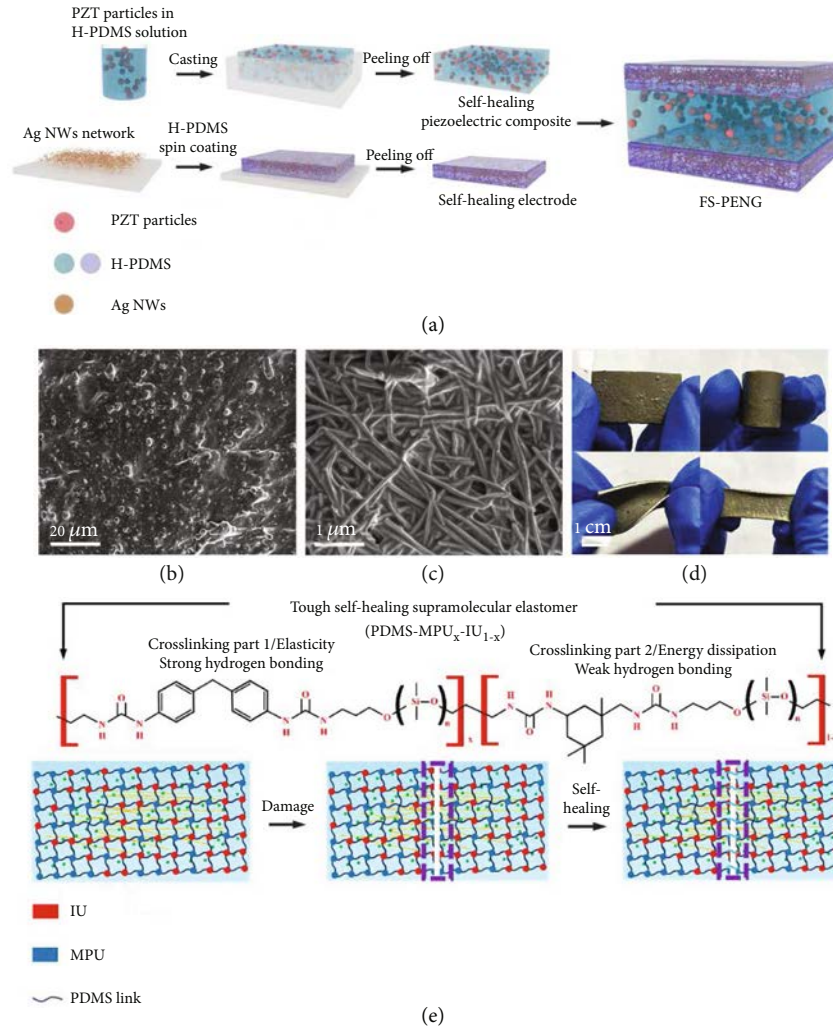 PZT particles in
H-PDMS solution
Casting
Peeling off
Self-healing
piezoelectric composite
Ag NWs network
H-PDMS
spin coating
Peeling off
Self-healing electrode
FS-PENG
PZT particles
H-PDMS
Ag NWs
(a)
20 μm
1 μm
1 cm
(b)
(c)
(d)
Tough self-healing supramolecular elastomer
(PDMS-MPUx-IU1-x)
Crosslinking part 1/Elasticity
Strong hydrogen bonding
Crosslinking part 2/Energy dissipation
Weak hydrogen bonding
O
H
N
H
N
N
H
N
H
O
O
Si
O
n
x
H
N
O
H
N
O
N
H
N
H
O
Si
O
n
1-
Damage
Self-
healing
IU
MPU
PDMS link
(e)